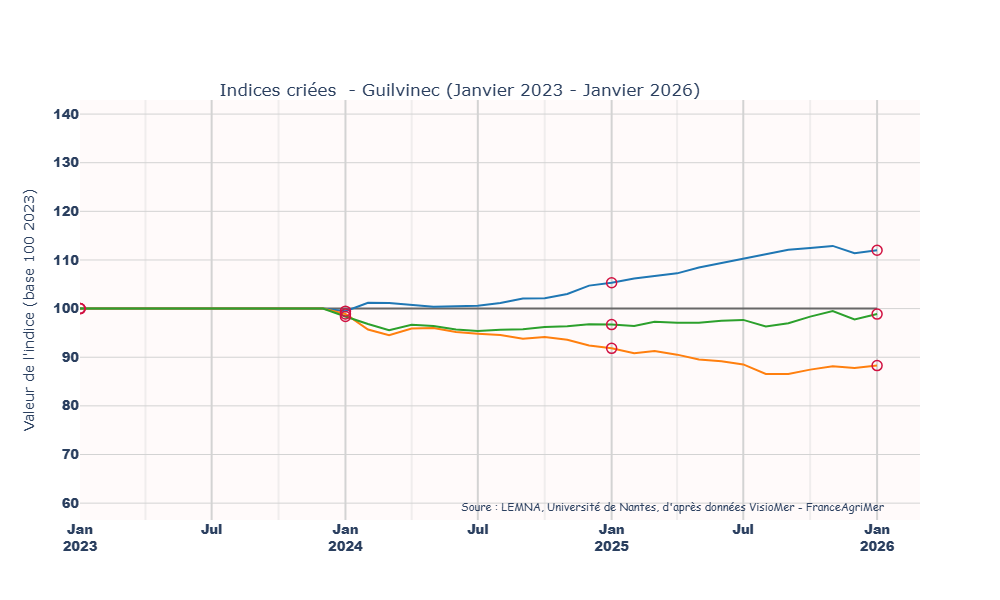 Indices criées - Guilvinec (Janvier 2023 - Janvier 2026)
Valeur de l'indice (base 100 2023)
140
130
120
110
100
90
80
70
60
Soure : LEMNA, Université de Nantes, d'après données VisioMer - FranceAgriMer
Jan Jul Jan Jul Jan Jul Jan
2023 2024 2025 2026